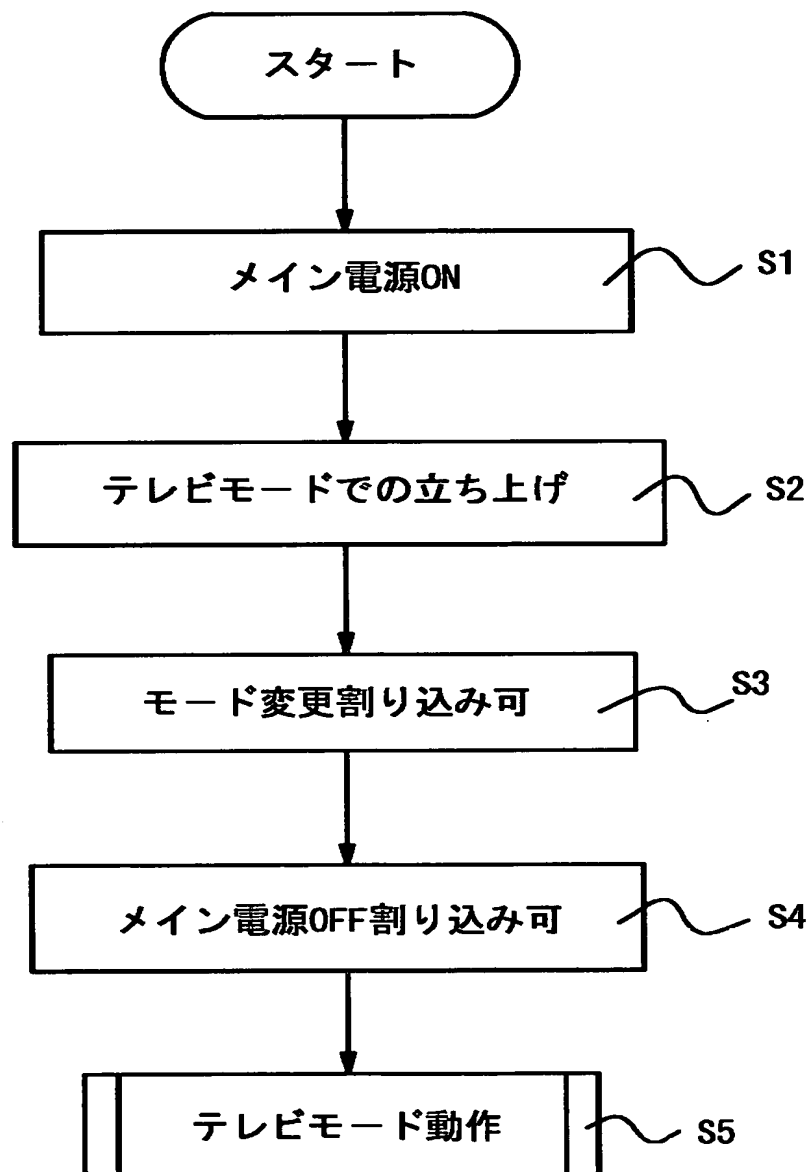 スタート
メイン電源ON
S1
テレビモードでの立ち上げ
S2
モード変更割り込み可
S3
メイン電源OFF割り込み可
S4
テレビモード動作
S5